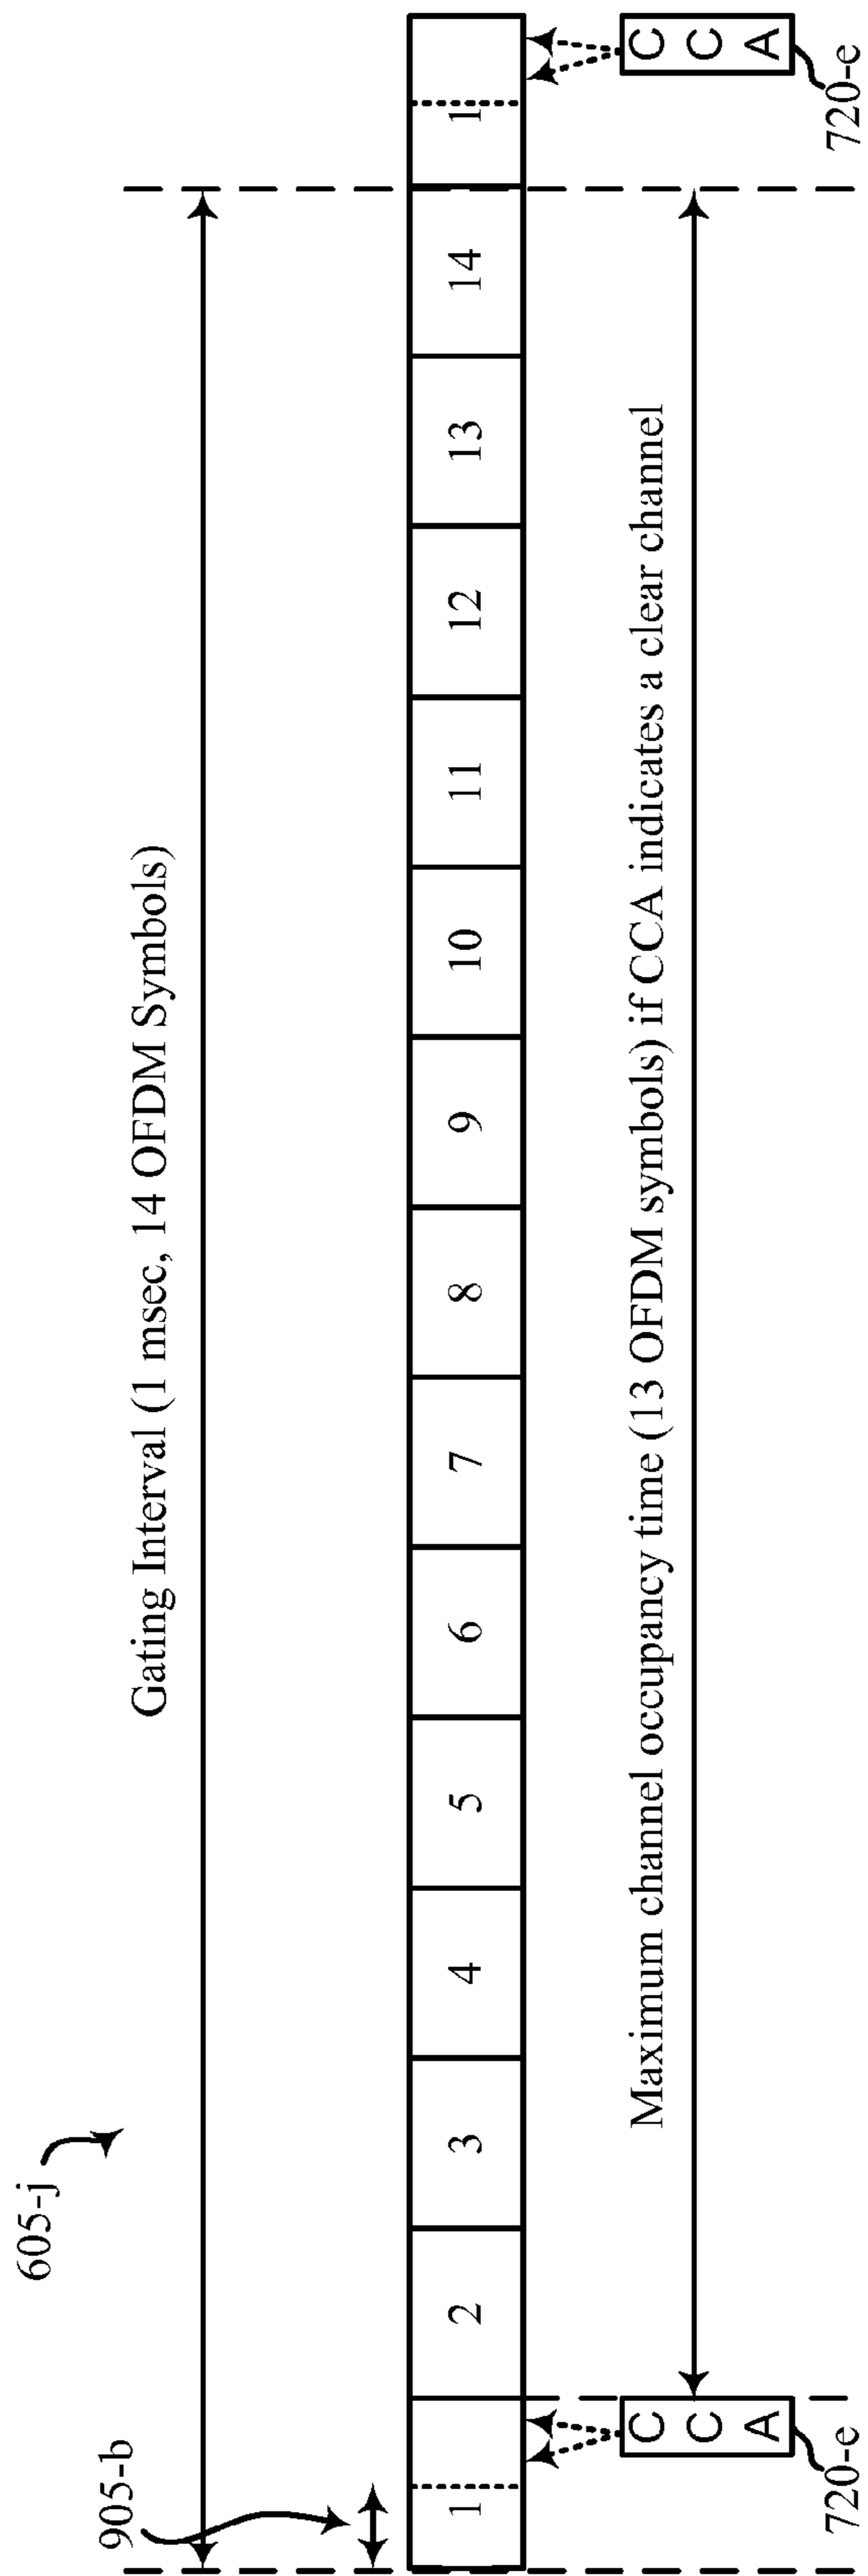 605-j
Gating Interval (1 msec, 14 OFDM Symbols)
905-b
1 2 3 4 5 6 7 8 9 10 11 12 13 14 1
Maximum channel occupancy time (13 OFDM symbols) if CCA indicates a clear channel
CCA
CCA
720-e
720-e